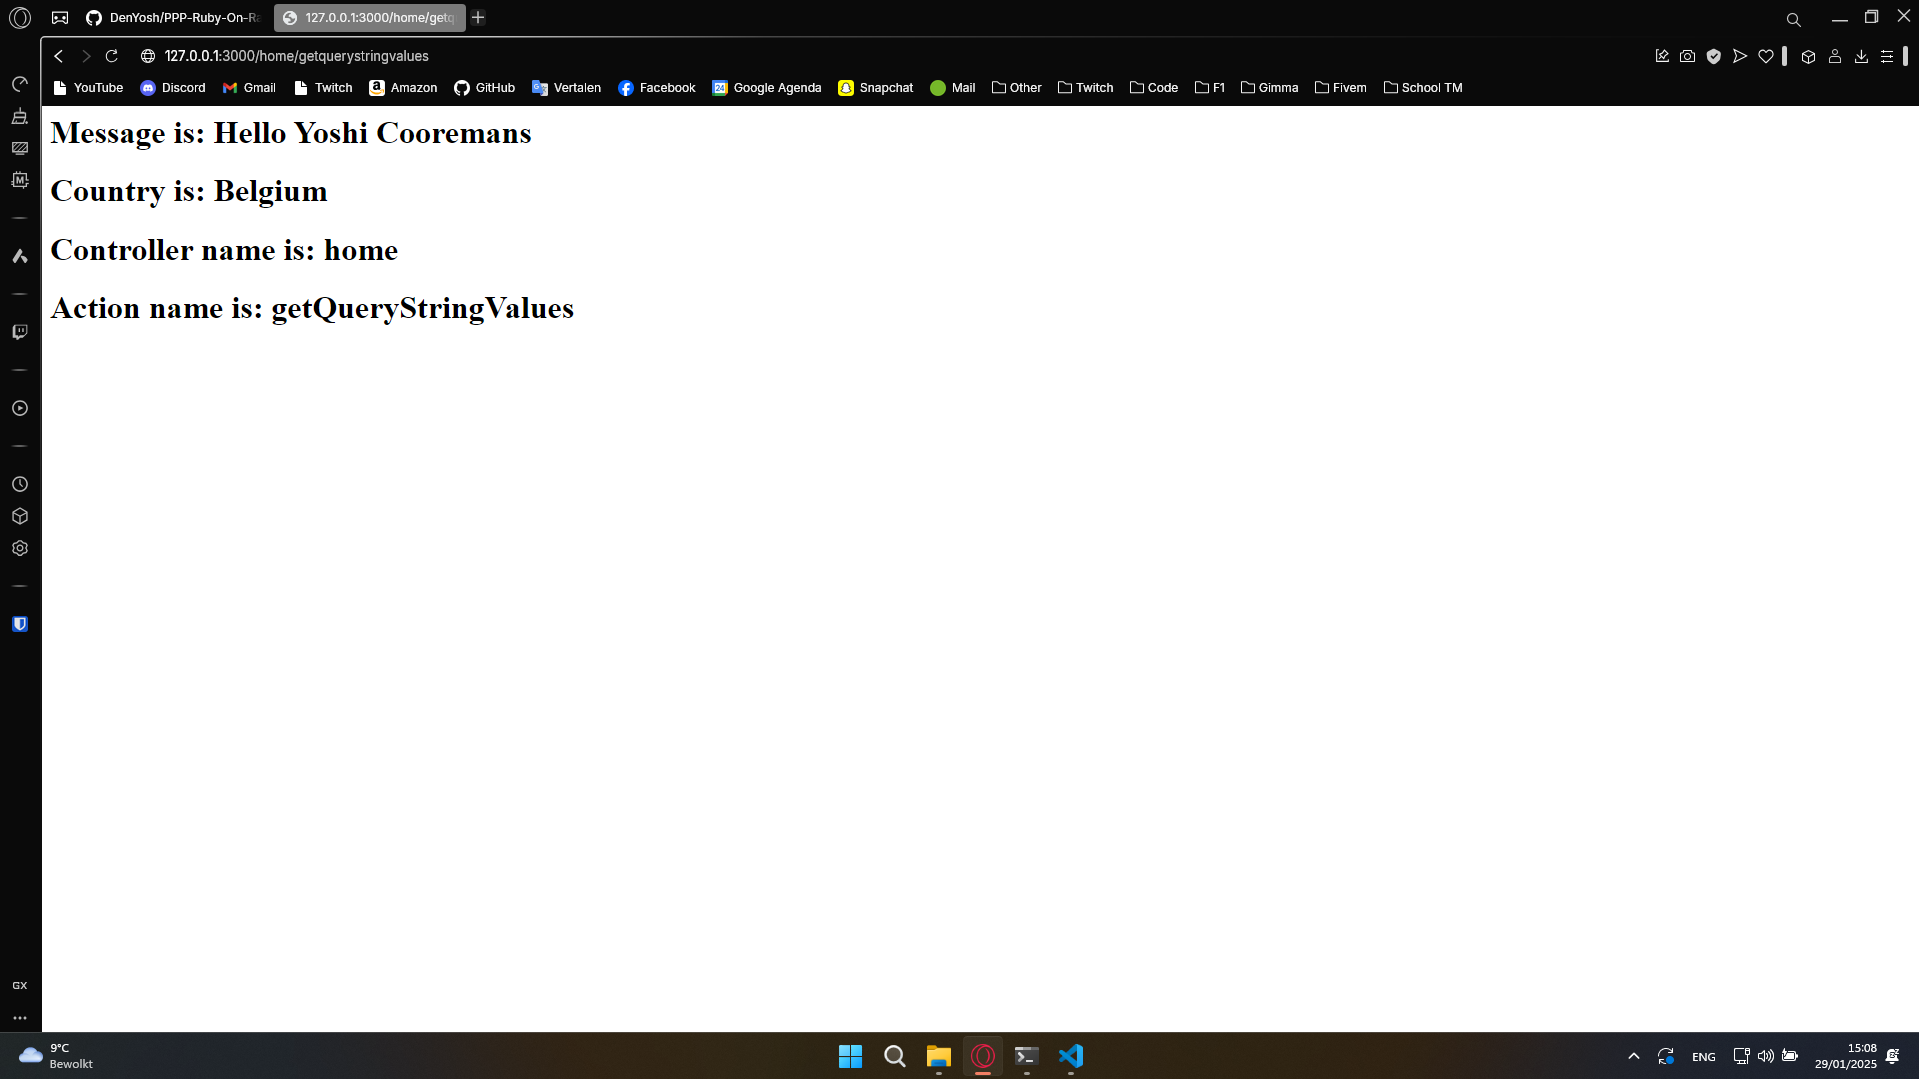 DenYosh/PPP-Ruby-On-Ra
127.0.0.1:3000/home/getq
127.0.0.1:3000/home/getquerystringvalues
YouTube Discord Gmail Twitch Amazon GitHub Vertalen Facebook 24 Google Agenda Snapchat Mail Other Twitch Code F1 Gimma Fivem School TM
Message is: Hello Yoshi Cooremans
Country is: Belgium
Controller name is: home
Action name is: getQueryStringValues
M
GX
9°C
Bewolkt
ENG
15:08
29/01/2025